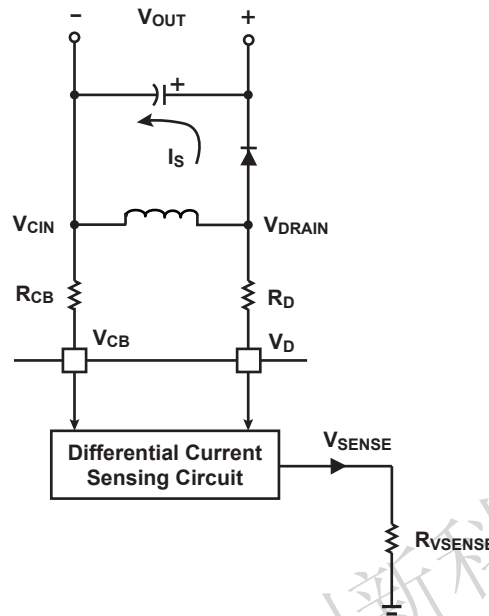 - VOUT +
+
IS
VCIN VDRAIN
RCB RD
VCB VD
Differential Current
Sensing Circuit
VSENSE
RVSENSE